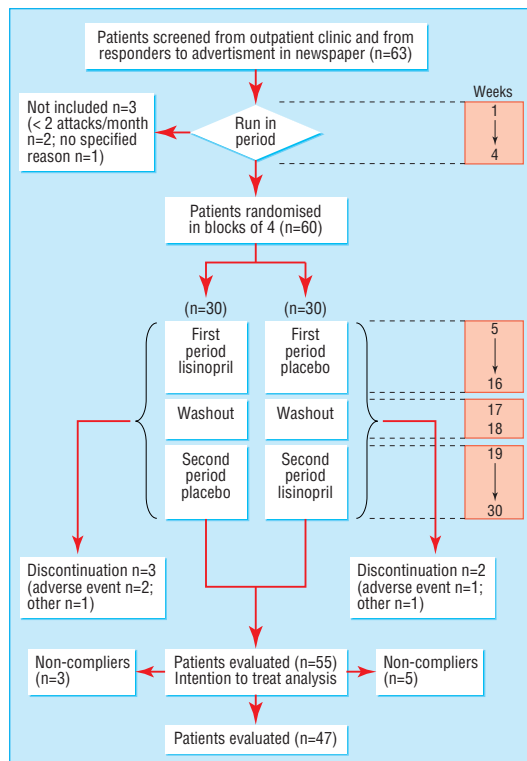 Patients screened from outpatient clinic and from
responders to advertisment in newspaper (n=63)
Not included n=3
(< 2 attacks/month
n=2; no specified
reason n=1)
Run in
period
Weeks
1
4
Patients randomised
in blocks of 4 (n=60)
(n=30)
(n=30)
First
period
lisinopril
First
period
placebo
5
16
Washout
Washout
17
18
Second
period
placebo
Second
period
lisinopril
19
30
Discontinuation n=3
(adverse event n=2;
other n=1)
Discontinuation n=2
(adverse event n=1;
other n=1)
Non-compliers
(n=3)
Patients evaluated (n=55)
Intention to treat analysis
Non-compliers
(n=5)
Patients evaluated (n=47)